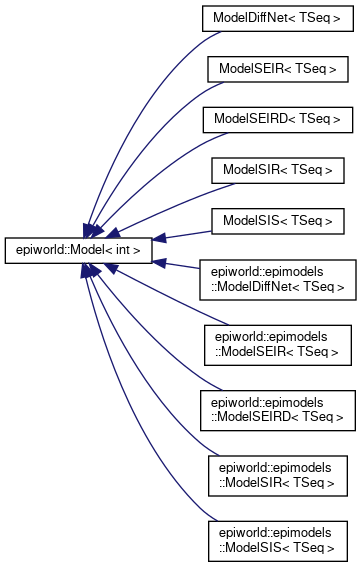 ModelDiffNet< TSeq >
ModelSEIR< TSeq >
ModelSEIRD< TSeq >
ModelSIR< TSeq >
ModelSIS< TSeq >
epiworld::Model< int >
epiworld::epimodels
::ModelDiffNet< TSeq >
epiworld::epimodels
::ModelSEIR< TSeq >
epiworld::epimodels
::ModelSEIRD< TSeq >
epiworld::epimodels
::ModelSIR< TSeq >
epiworld::epimodels
::ModelSIS< TSeq >